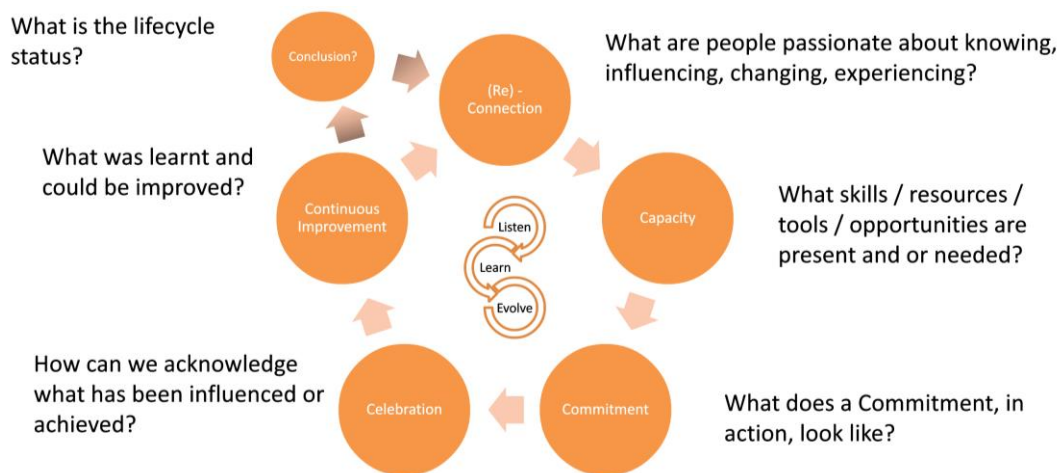 What is the lifecycle
status?
Conclusion?
(Re) -
Connection
What are people passionate about knowing,
influencing, changing, experiencing?
Capacity
What skills / resources /
tools / opportunities are
present and or needed?
Commitment
What does a Commitment, in
action, look like?
Celebration
How can we acknowledge
what has been influenced or
achieved?
Continuous
Improvement
What was learnt and
could be improved?
Listen
Learn
Evolve